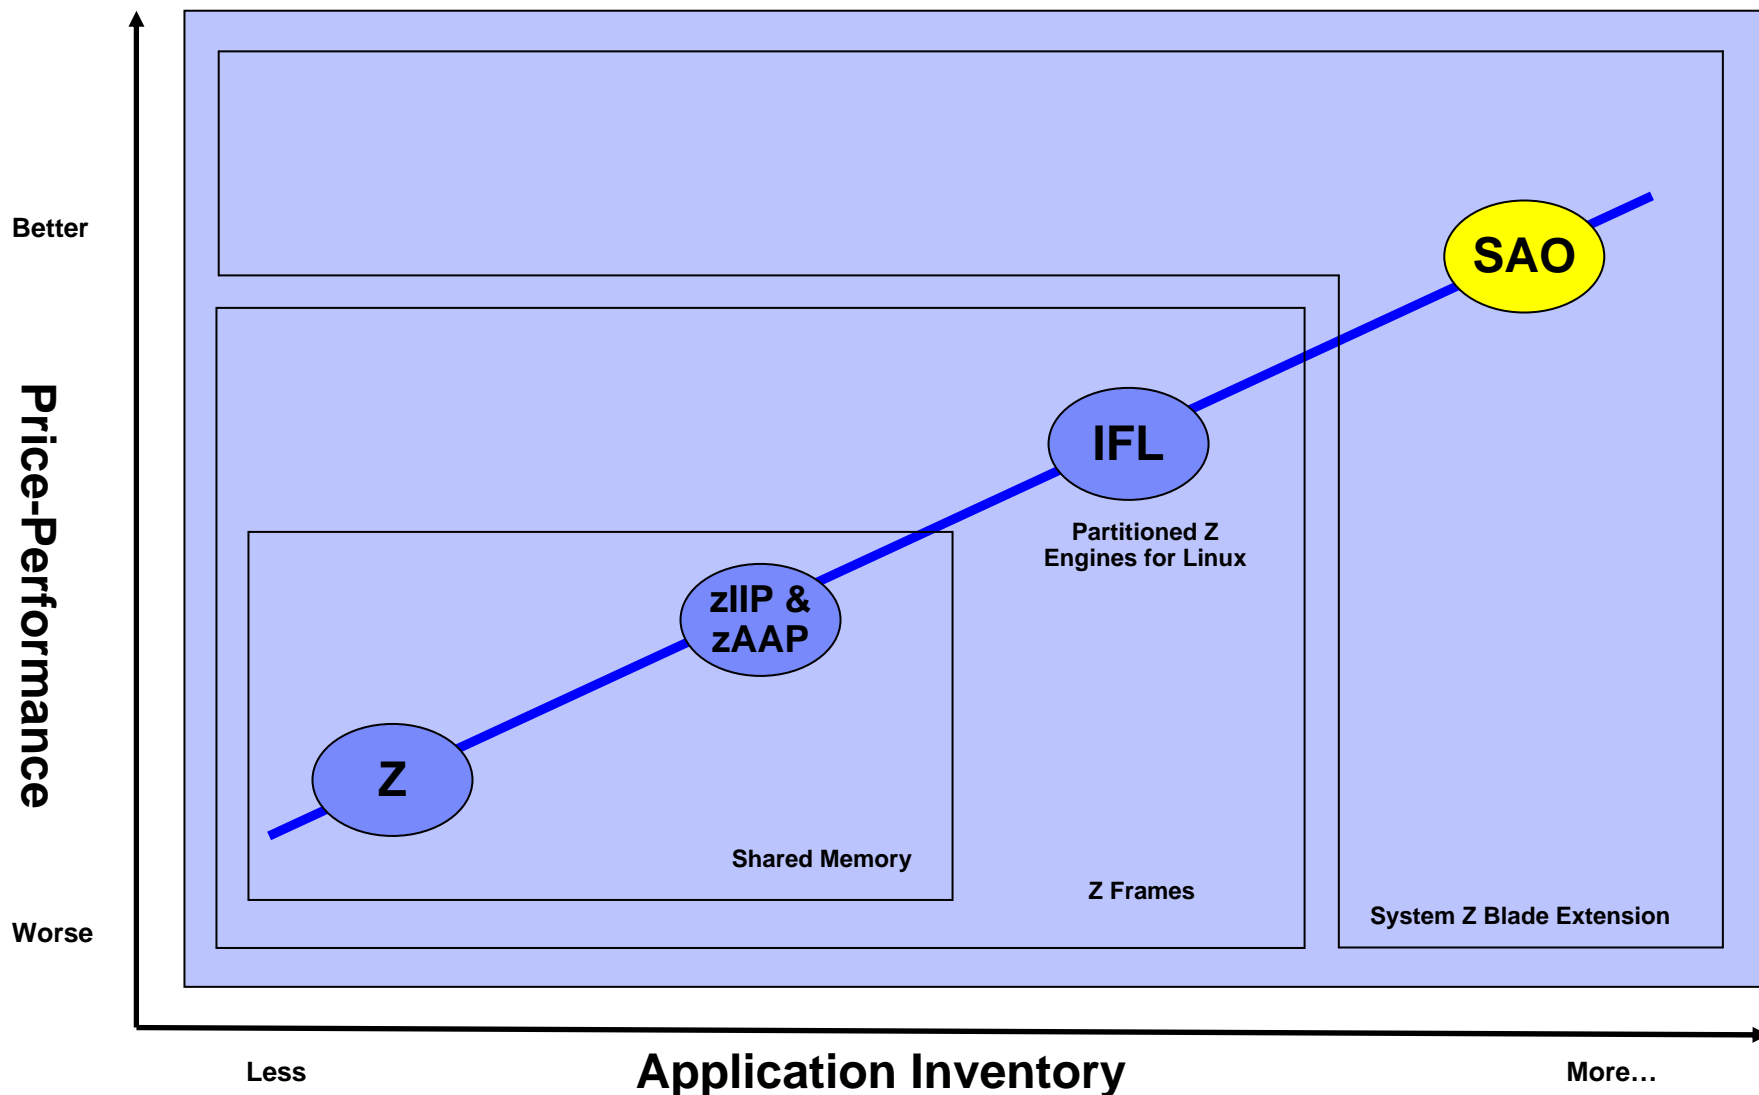 Better
SAO
Price-Performance
IFL
Partitioned Z
Engines for Linux
zIIP &
zAAP
Z
Shared Memory
Z Frames
System Z Blade Extension
Worse
Less
Application Inventory
More…